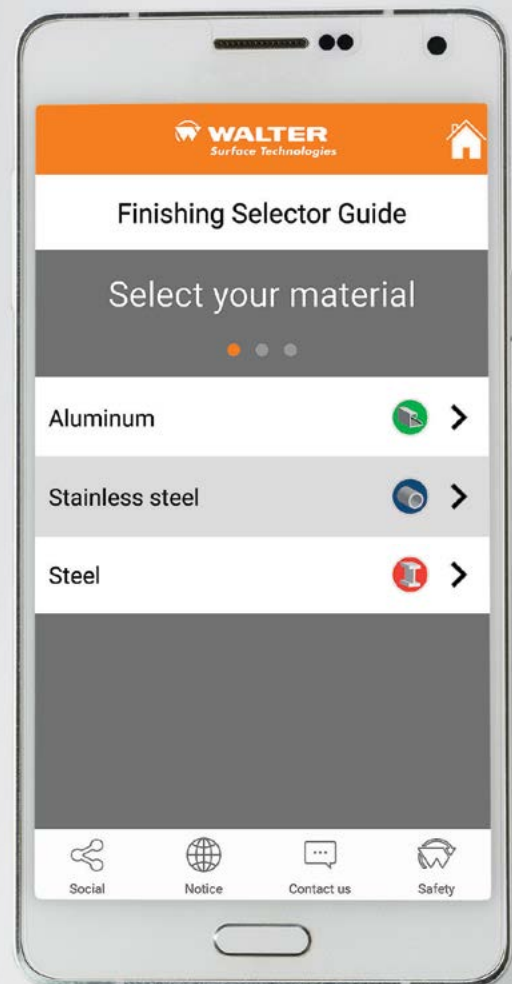 WALTER
Surface Technologies
Finishing Selector Guide
Select your material
Aluminum
Stainless steel
Steel
Social
Notice
Contact us
Safety